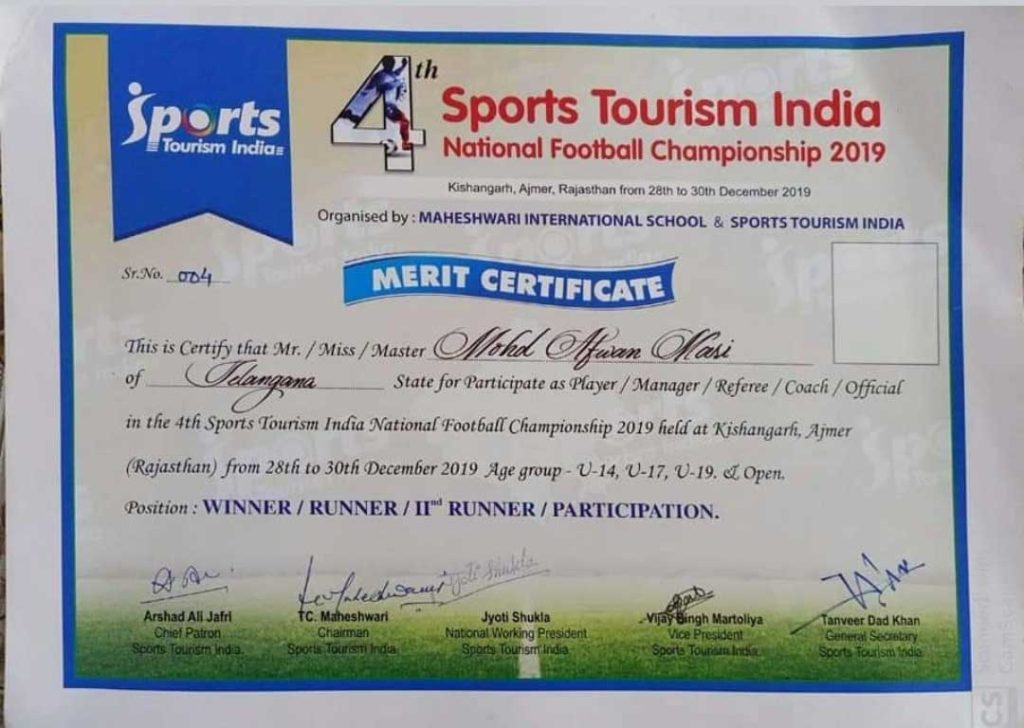 Sports
Tourism India
4th
Sports Tourism India
National Football Championship 2019
Kishangarh, Ajmer, Rajasthan from 28th to 30th December 2019
Organised by : MAHESHWARI INTERNATIONAL SCHOOL & SPORTS TOURISM INDIA
Sr.No. 004
MERIT CERTIFICATE
This is Certify that Mr. / Miss / Master Mohd Afwan Masi
of Telangana State for Participate as Player / Manager / Referee / Coach / Official
in the 4th Sports Tourism India National Football Championship 2019 held at Kishangarh, Ajmer
(Rajasthan) from 28th to 30th December 2019 Age group - U-14, U-17, U-19. & Open.
Position : WINNER / RUNNER / IInd RUNNER / PARTICIPATION.
Jyoti Shukla
Arshad Ali Jafri
Chief Patron
Sports Tourism India.
TC. Maheshwari
Chairman
Sports Tourism India
Jyoti Shukla
National Working President
Sports Tourism India
Vijay Singh Martoliya
Vice President
Sports Tourism India
Tanveer Dad Khan
General Secretary
Sports Tourism India
CS